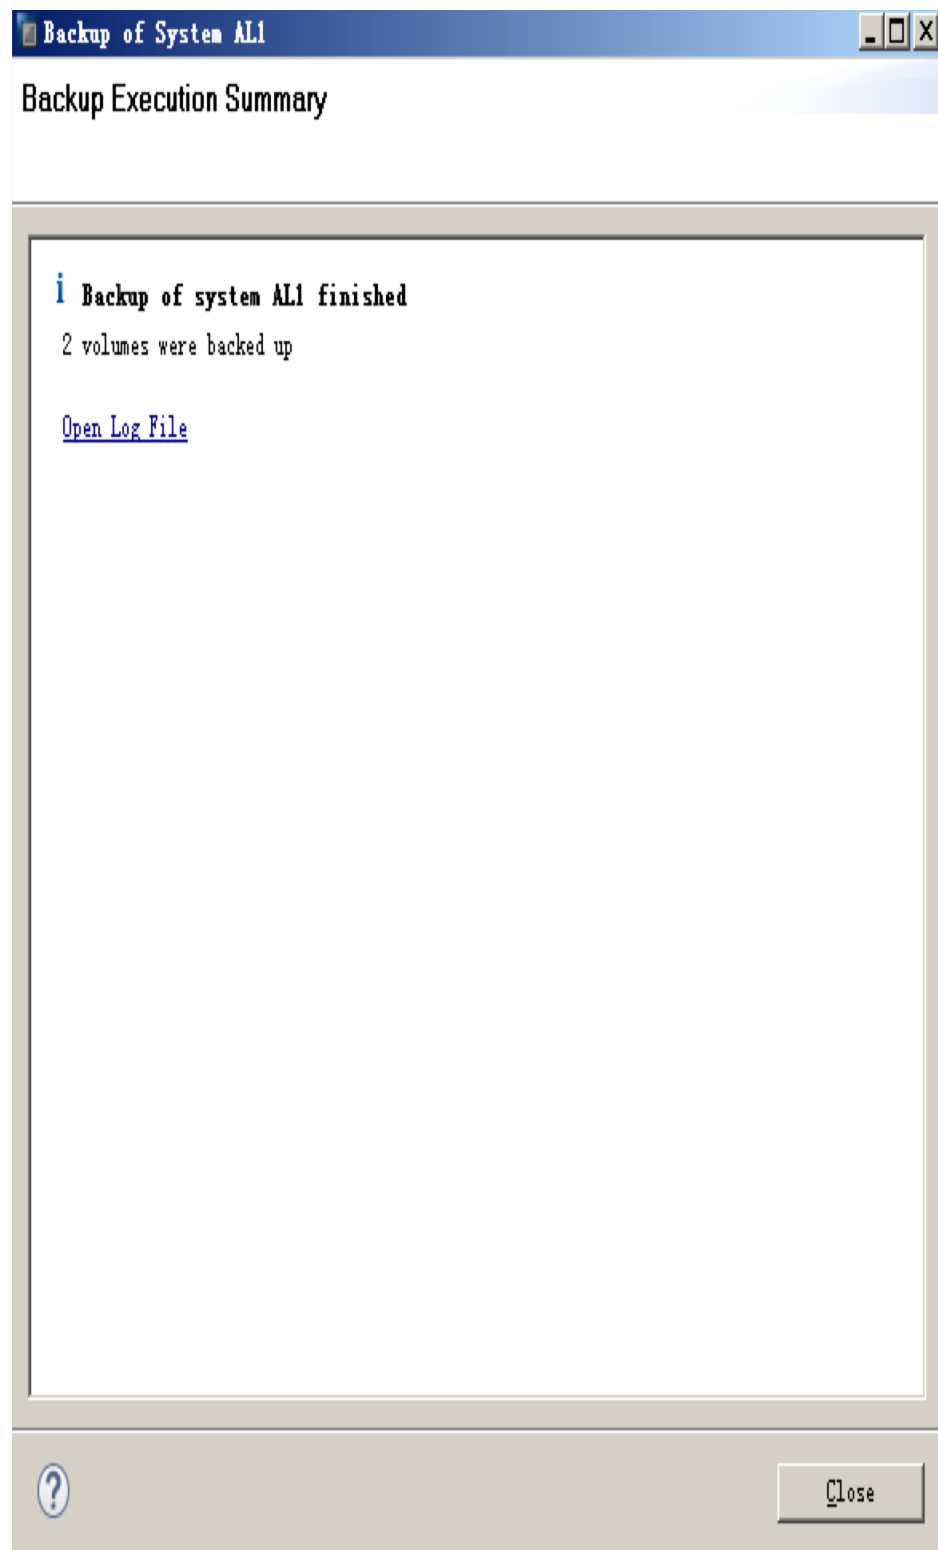 Backup of System AL1
Backup Execution Summary
i Backup of system AL1 finished
2 volumes were backed up
Open Log File
?
Close